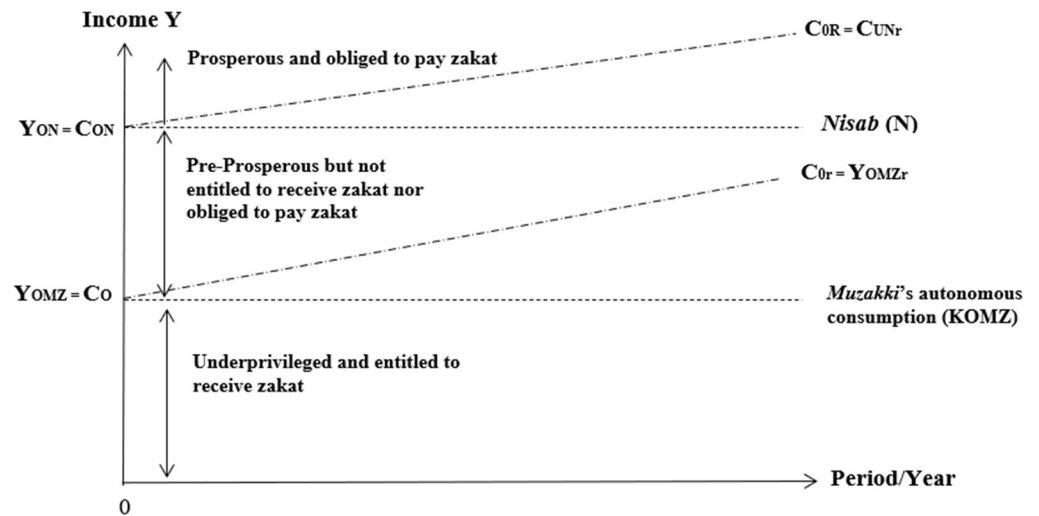 Income Y
C0R = CUNr
Prosperous and obliged to pay zakat
YON = CON
Nisab (N)
Pre-Prosperous but not
entitled to receive zakat nor
obliged to pay zakat
C0r = YOMZr
YOMZ = CO
Muzakki's autonomous
consumption (KOMZ)
Underprivileged and entitled to
receive zakat
Period/Year
0